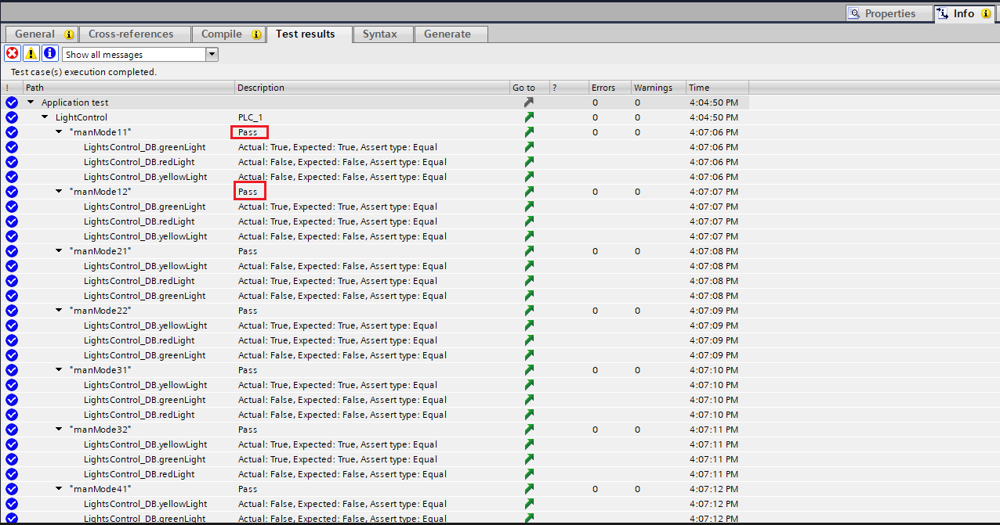 Properties Info
General Cross-references Compile Test results Syntax Generate
Show all messages
Test case(s) execution completed.
! Path Description Go to ? Errors Warnings Time
Application test 0 0 4:04:50 PM
LightControl PLC_1 4:04:50 PM
"manMode11" Pass 0 0 4:07:06 PM
LightsControl_DB.greenLight Actual: True, Expected: True, Assert type: Equal 4:07:06 PM
LightsControl_DB.redLight Actual: False, Expected: False, Assert type: Equal 4:07:06 PM
LightsControl_DB.yellowLight Actual: False, Expected: False, Assert type: Equal 4:07:06 PM
"manMode12" Pass 0 0 4:07:07 PM
LightsControl_DB.greenLight Actual: True, Expected: True, Assert type: Equal 4:07:07 PM
LightsControl_DB.redLight Actual: True, Expected: True, Assert type: Equal 4:07:07 PM
LightsControl_DB.yellowLight Actual: False, Expected: False, Assert type: Equal 4:07:07 PM
"manMode21" Pass 0 0 4:07:08 PM
LightsControl_DB.yellowLight Actual: False, Expected: False, Assert type: Equal 4:07:08 PM
LightsControl_DB.redLight Actual: True, Expected: True, Assert type: Equal 4:07:08 PM
LightsControl_DB.greenLight Actual: False, Expected: False, Assert type: Equal 4:07:08 PM
"manMode22" Pass 0 0 4:07:09 PM
LightsControl_DB.yellowLight Actual: True, Expected: True, Assert type: Equal 4:07:09 PM
LightsControl_DB.redLight Actual: True, Expected: True, Assert type: Equal 4:07:09 PM
LightsControl_DB.greenLight Actual: False, Expected: False, Assert type: Equal 4:07:09 PM
"manMode31" Pass 0 0 4:07:10 PM
LightsControl_DB.yellowLight Actual: True, Expected: True, Assert type: Equal 4:07:10 PM
LightsControl_DB.greenLight Actual: False, Expected: False, Assert type: Equal 4:07:10 PM
LightsControl_DB.redLight Actual: False, Expected: False, Assert type: Equal 4:07:10 PM
"manMode32" Pass 0 0 4:07:11 PM
LightsControl_DB.yellowLight Actual: True, Expected: True, Assert type: Equal 4:07:11 PM
LightsControl_DB.greenLight Actual: True, Expected: True, Assert type: Equal 4:07:11 PM
LightsControl_DB.redLight Actual: False, Expected: False, Assert type: Equal 4:07:11 PM
"manMode41" Pass 0 0 4:07:12 PM
LightsControl_DB.yellowLight Actual: False, Expected: False, Assert type: Equal 4:07:12 PM
LightsControl_DB.greenLight Actual: False, Expected: False, Assert type: Equal 4:07:12 PM